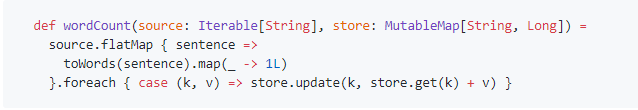 def wordCount(source: Iterable[String], store: MutableMap[String, Long]) =
  source.flatMap { sentence =>
    toWords(sentence).map(_ -> 1L)
  }.foreach { case (k, v) => store.update(k, store.get(k) + v) }